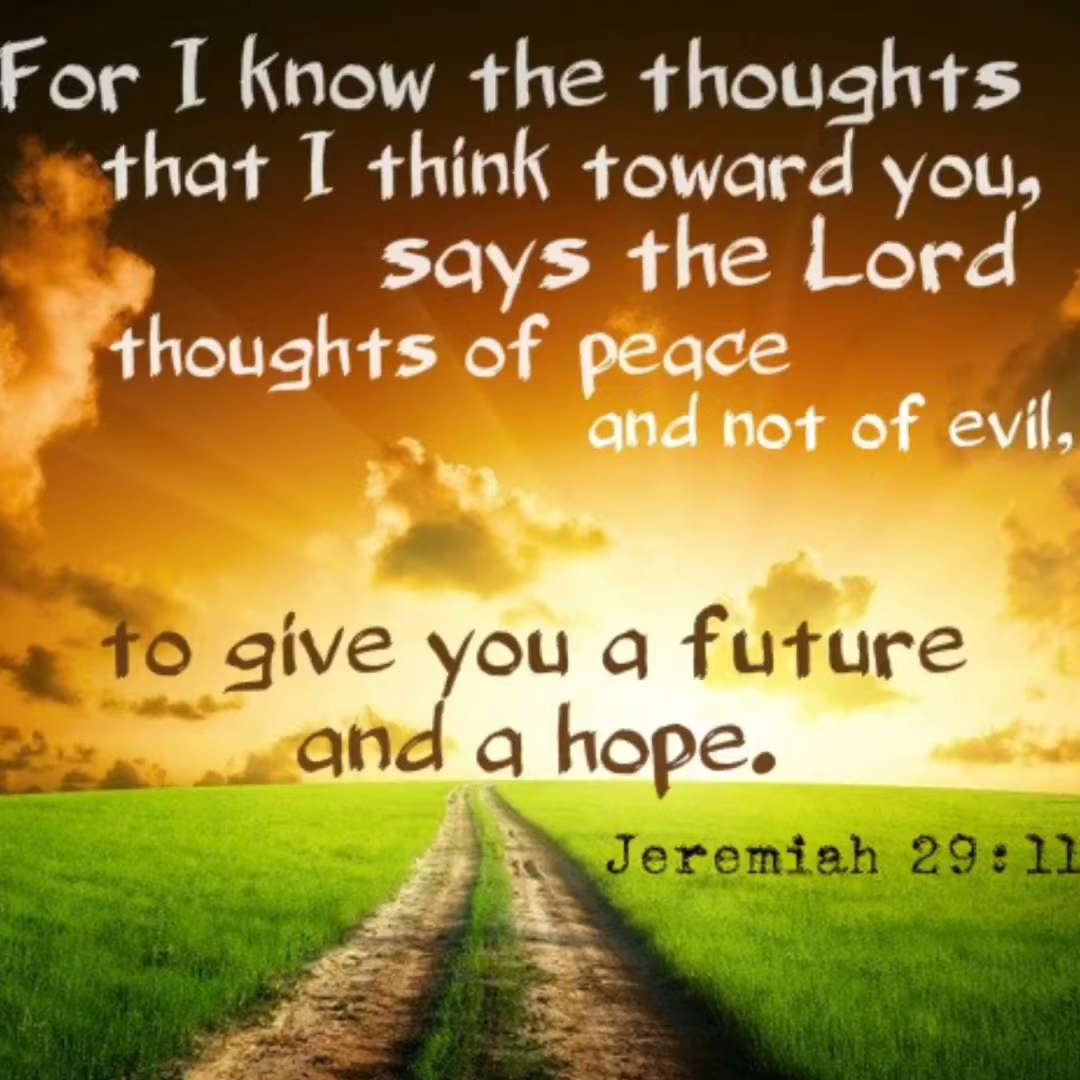 For I know the thoughts
that I think toward you,
says the Lord
thoughts of peace
and not of evil,
to give you a future
and a hope.
Jeremiah 29:11